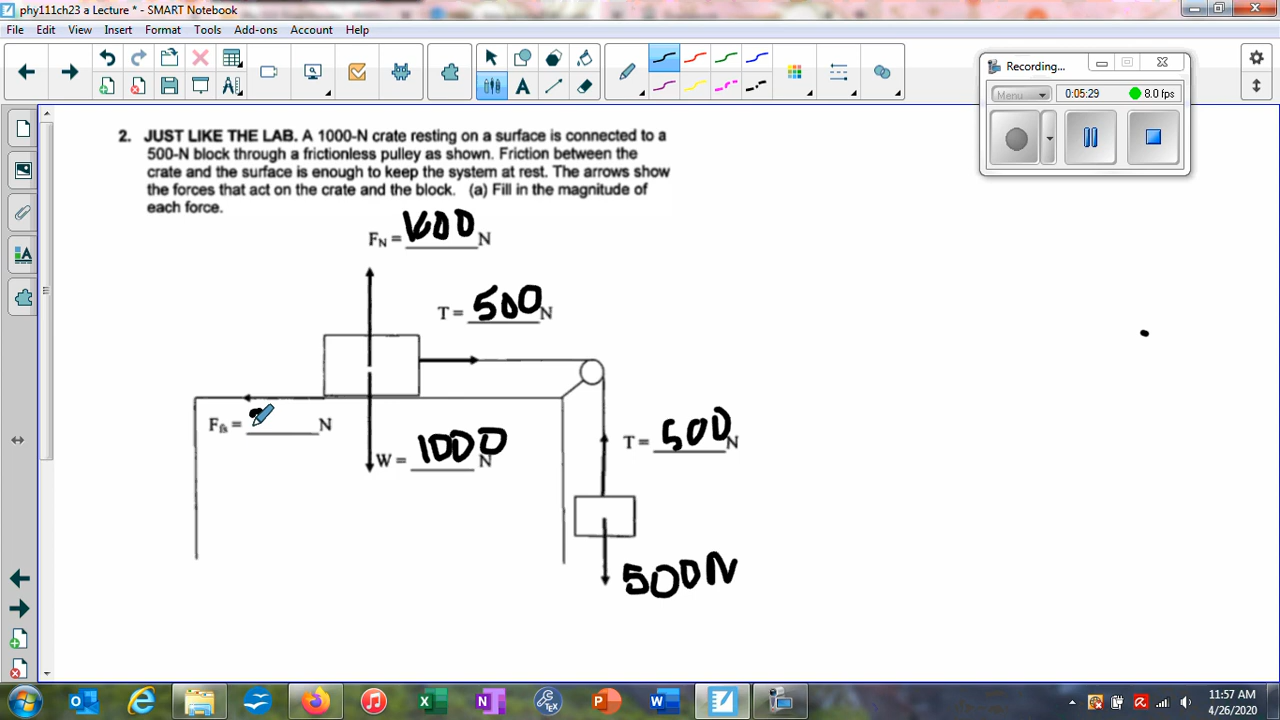 phy111ch23 a Lecture * - SMART Notebook
File Edit View Insert Format Tools Add-ons Account Help
Recording...
Menu 0:05:29 8.0 fps
2. JUST LIKE THE LAB. A 1000-N crate resting on a surface is connected to a
500-N block through a frictionless pulley as shown. Friction between the
crate and the surface is enough to keep the system at rest. The arrows show
the forces that act on the crate and the block. (a) Fill in the magnitude of
each force.
FN = 1000 N
T = 500 N
Ffs = ______ N
W = 1000 N
T = 500 N
500N
11:57 AM
4/26/2020